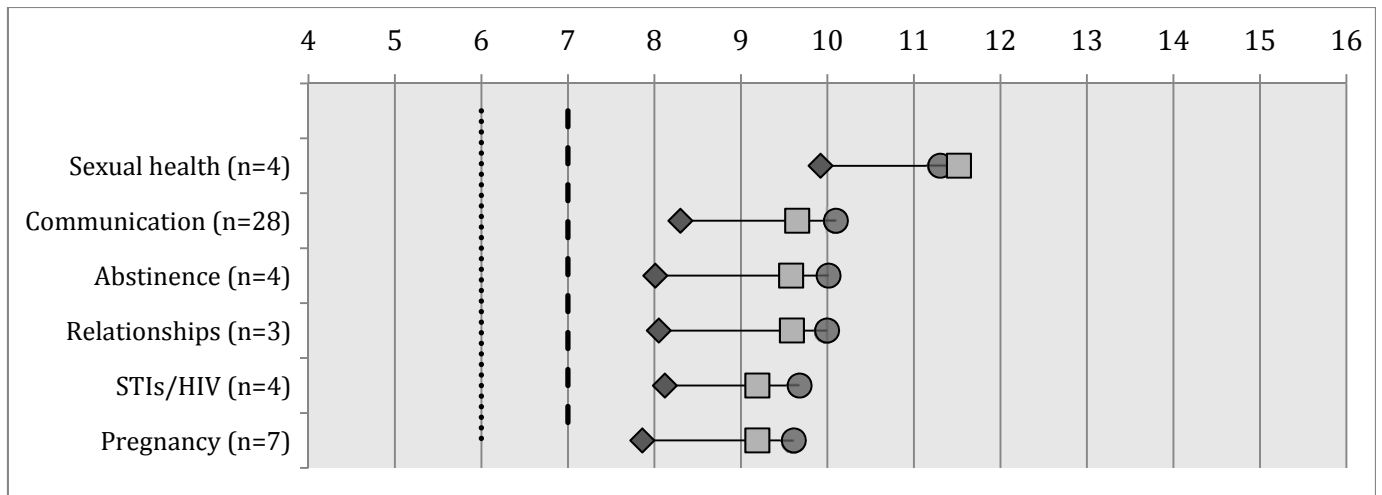 4 5 6 7 8 9 10 11 12 13 14 15 16
Sexual health (n=4)
Communication (n=28)
Abstinence (n=4)
Relationships (n=3)
STIs/HIV (n=4)
Pregnancy (n=7)